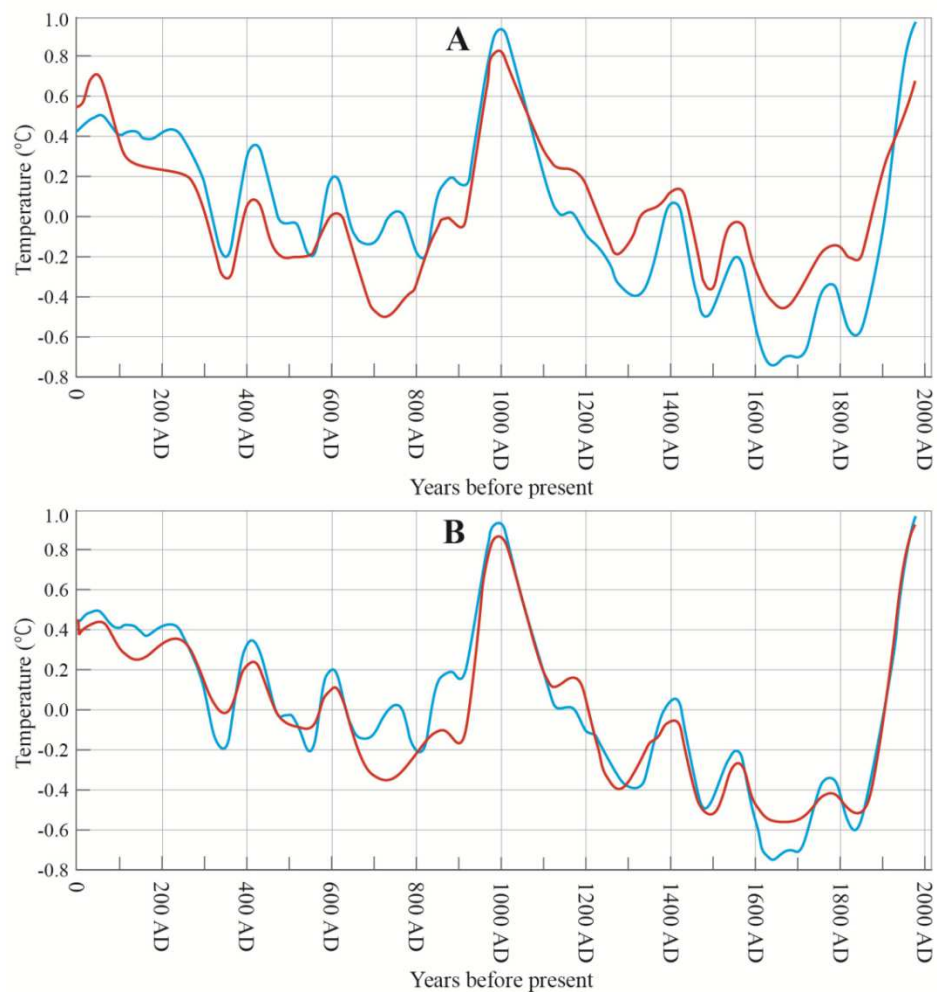 A
Temperature (℃)
1.0
0.8
0.6
0.4
0.2
0.0
-0.2
-0.4
-0.6
-0.8
0
200 AD
400 AD
600 AD
800 AD
1000 AD
1200 AD
1400 AD
1600 AD
1800 AD
2000 AD
Years before present
B
Temperature (℃)
1.0
0.8
0.6
0.4
0.2
0.0
-0.2
-0.4
-0.6
-0.8
0
200 AD
400 AD
600 AD
800 AD
1000 AD
1200 AD
1400 AD
1600 AD
1800 AD
2000 AD
Years before present